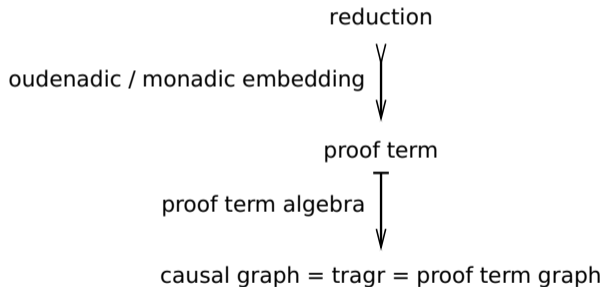 reduction
oudenadic / monadic embedding
proof term
proof term algebra
causal graph = tragr = proof term graph